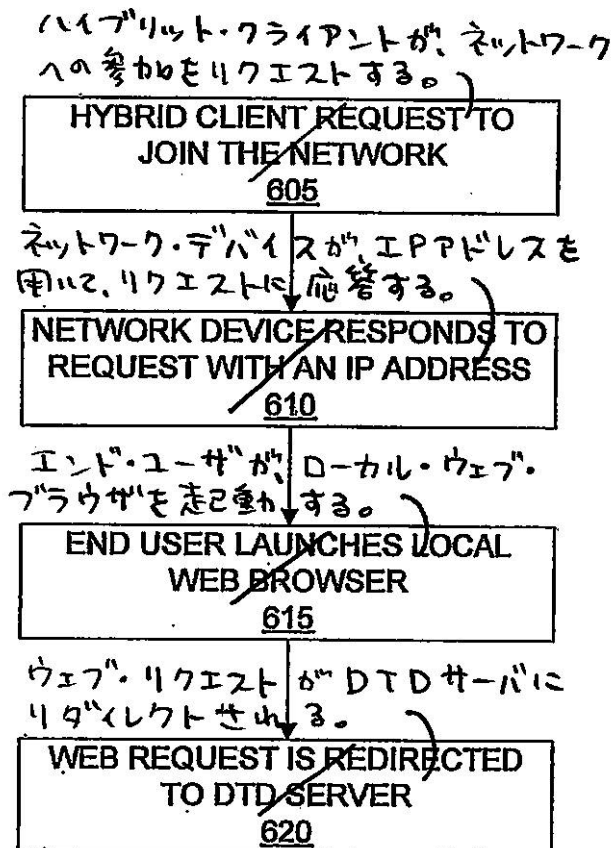 ハイブリット・クライアントが、ネットワーク
への参加をリクエストする。
HYBRID CLIENT REQUEST TO
JOIN THE NETWORK
605
ネットワーク・デバイスが、IPアドレスを
用いて、リクエストに応答する。
NETWORK DEVICE RESPONDS TO
REQUEST WITH AN IP ADDRESS
610
エンド・ユーザが、ローカル・ウェブ・
ブラウザを起動する。
END USER LAUNCHES LOCAL
WEB BROWSER
615
ウェブ・リクエストがDTDサーバに
リダイレクトされる。
WEB REQUEST IS REDIRECTED
TO DTD SERVER
620